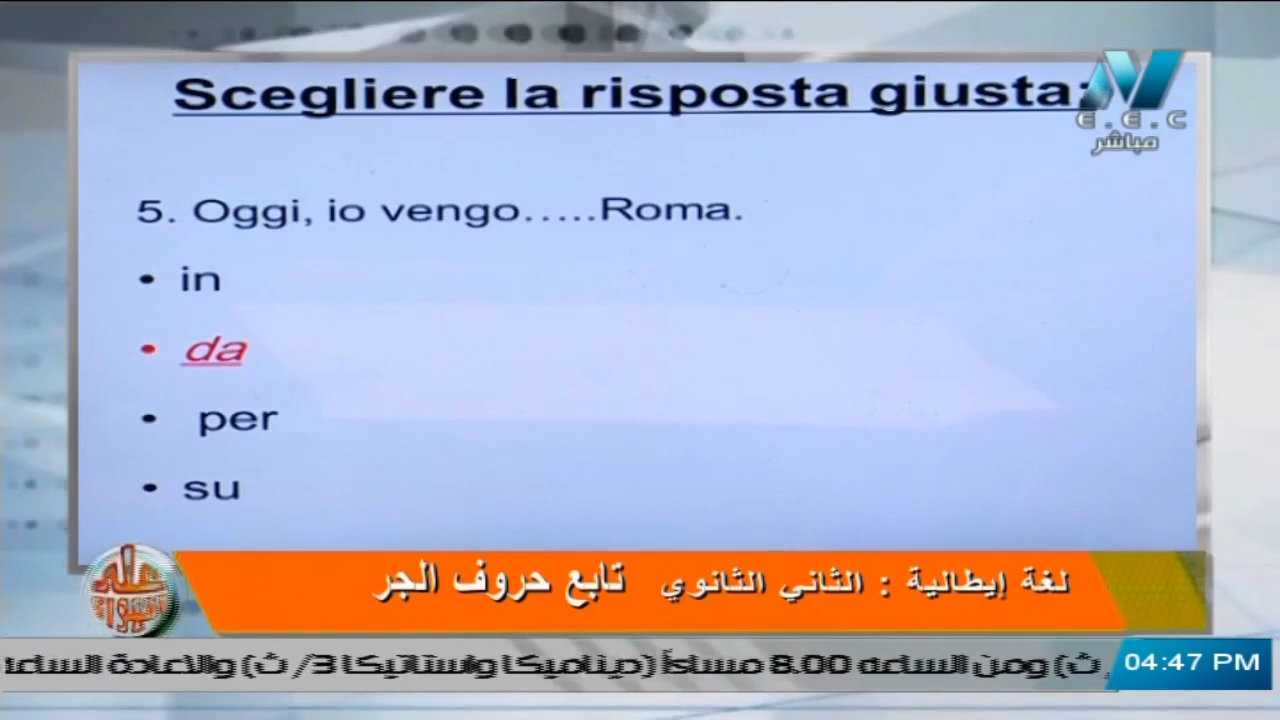 Scegliere la risposta giusta:
E.E.C
مباشر
5. Oggi, io vengo.....Roma.
• in
• da
• per
• su
لغة إيطالية : الثاني الثانوي تابع حروف الجر
ث) ومن الساعه 8.00 مساءاً (ديناميكا واستاتيكا 3/ ث) والاعادة الساعه
04:47 PM